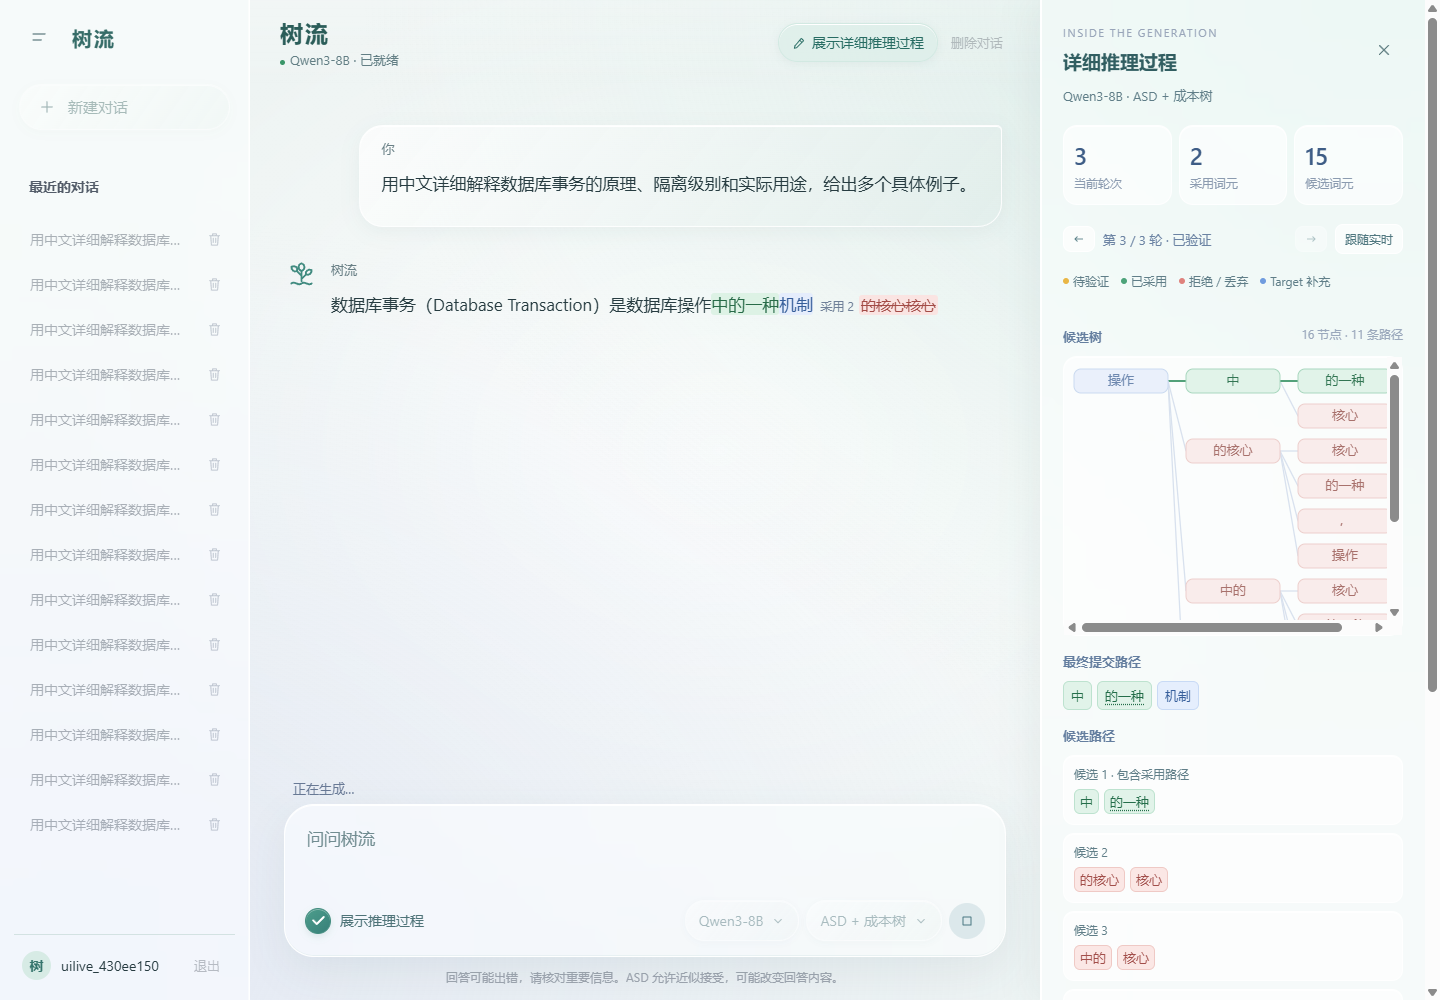 树流
新建对话
最近的对话
用中文详细解释数据库...
用中文详细解释数据库...
用中文详细解释数据库...
用中文详细解释数据库...
用中文详细解释数据库...
用中文详细解释数据库...
用中文详细解释数据库...
用中文详细解释数据库...
用中文详细解释数据库...
用中文详细解释数据库...
用中文详细解释数据库...
用中文详细解释数据库...
用中文详细解释数据库...
用中文详细解释数据库...
树 uilive_430ee150 退出
树流
Qwen3-8B · 已就绪
展示详细推理过程 删除对话
你
用中文详细解释数据库事务的原理、隔离级别和实际用途，给出多个具体例子。
树流
数据库事务（Database Transaction）是数据库操作中的一种机制 采用 2 的核心核心
正在生成...
问问树流
展示推理过程 Qwen3-8B ASD + 成本树
回答可能出错，请核对重要信息。ASD 允许近似接受，可能改变回答内容。
INSIDE THE GENERATION
详细推理过程
Qwen3-8B · ASD + 成本树
3 2 15
当前轮次 采用词元 候选词元
← 第 3 / 3 轮 · 已验证 → 跟随实时
待验证 已采用 拒绝 / 丢弃 Target 补充
候选树 16 节点 · 11 条路径
操作 中 的一种
核心
的核心 核心
的一种
，
操作
中的 核心
最终提交路径
中 的一种 机制
候选路径
候选 1 · 包含采用路径
中 的一种
候选 2
的核心 核心
候选 3
中的 核心